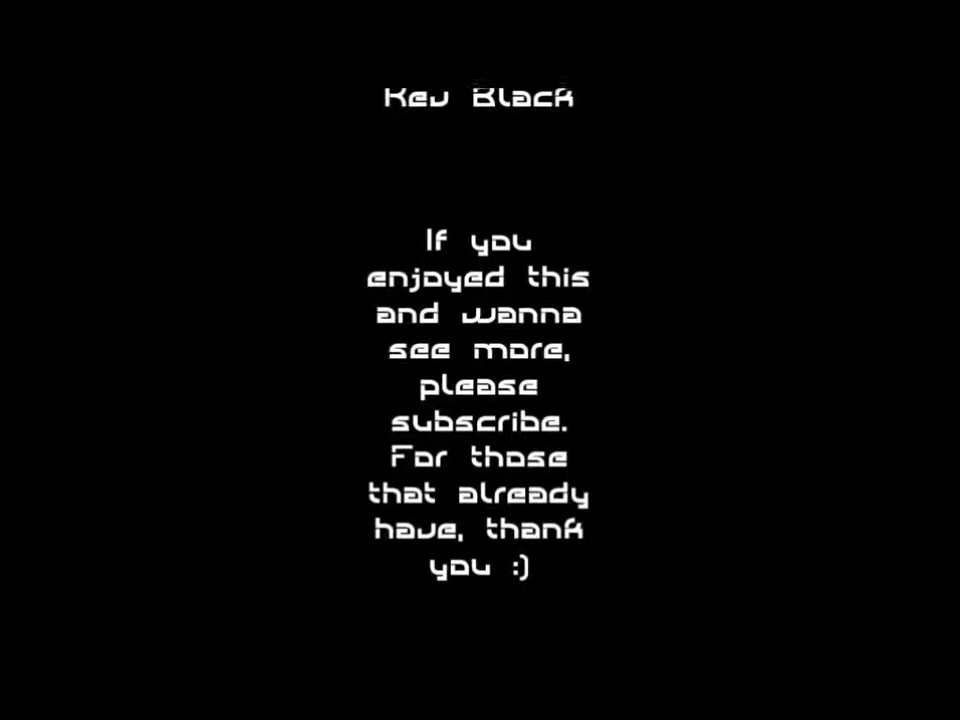 Kev Black
If you
enjoyed this
and wanna
see more,
please
subscribe.
For those
that already
have, thank
you :)